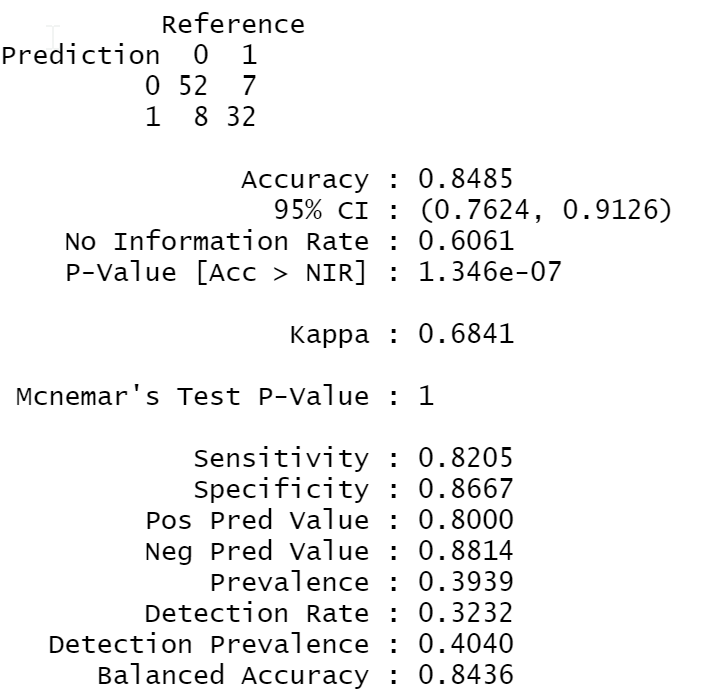 Reference
Prediction 0 1
0 52 7
1 8 32
Accuracy : 0.8485
95% CI : (0.7624, 0.9126)
No Information Rate : 0.6061
P-Value [Acc > NIR] : 1.346e-07
Kappa : 0.6841
Mcnemar's Test P-Value : 1
Sensitivity : 0.8205
Specificity : 0.8667
Pos Pred Value : 0.8000
Neg Pred Value : 0.8814
Prevalence : 0.3939
Detection Rate : 0.3232
Detection Prevalence : 0.4040
Balanced Accuracy : 0.8436